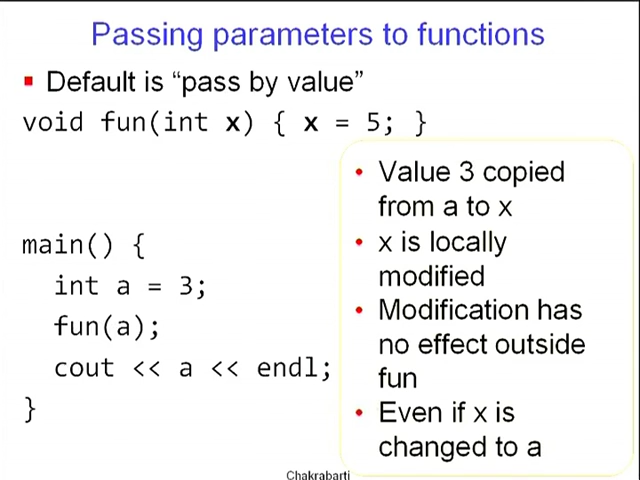 Passing parameters to functions
▪ Default is “pass by value”
void fun(int x) { x = 5; }
main() {
int a = 3;
fun(a);
cout << a << endl;
}
• Value 3 copied
from a to x
• x is locally
modified
• Modification has
no effect outside
fun
• Even if x is
changed to a
Chakrabarti